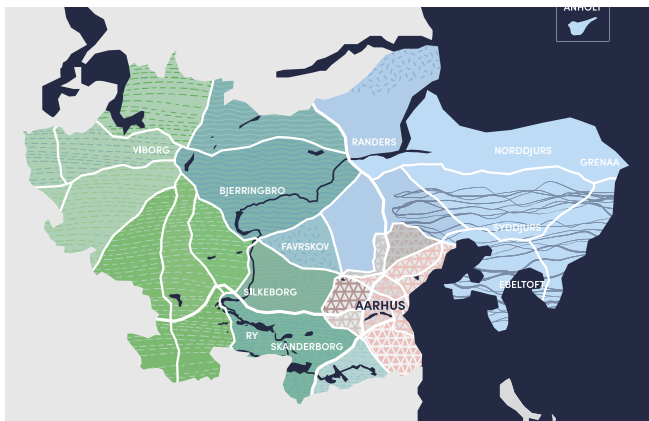 ANHOLT
RANDERS
VIBORG
NORDDJURS
GRENAA
BJERRINGBRO
SYDDJURS
FAVRSKOV
EBELTOFT
SILKEBORG
AARHUS
RY
SKANDERBORG